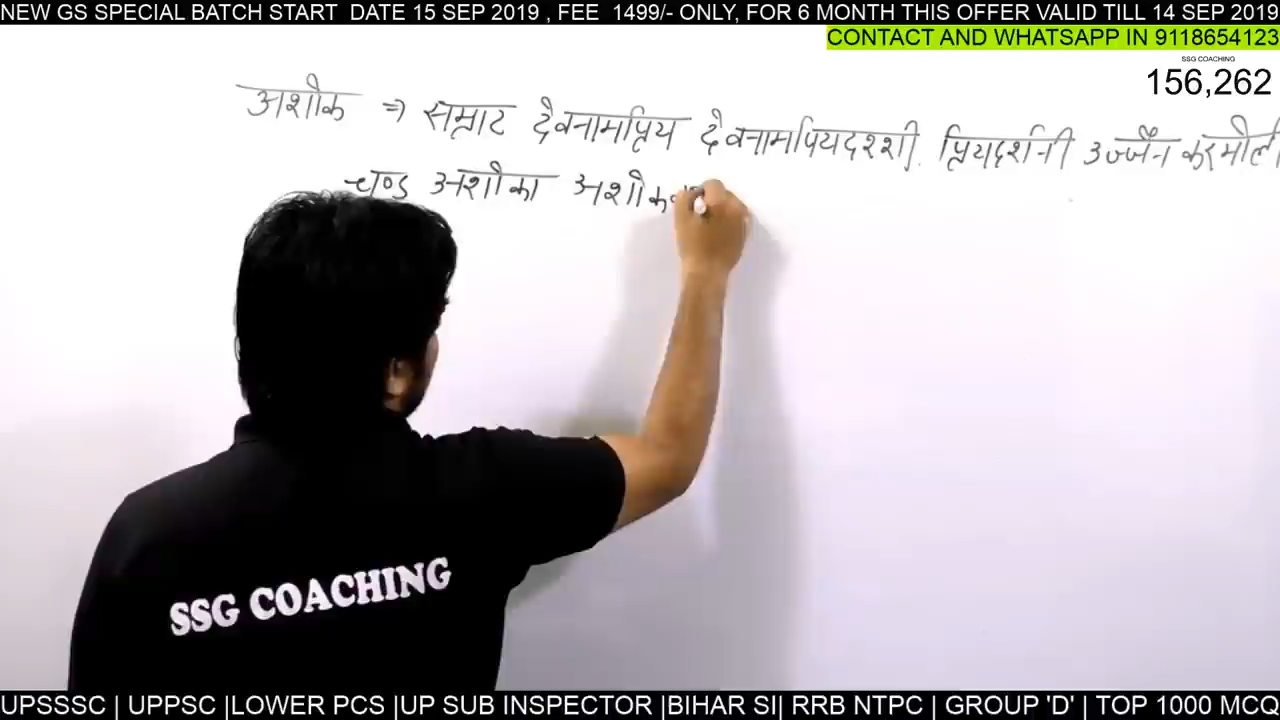 NEW GS SPECIAL BATCH START DATE 15 SEP 2019 , FEE 1499/- ONLY, FOR 6 MONTH THIS OFFER VALID TILL 14 SEP 2019
CONTACT AND WHATSAPP IN 9118654123
SSG COACHING
156,262
अशोक ⇒ सम्राट देवनामप्रिय देवनामपियदश्शी प्रियदर्शनी उज्जैन करमोली
चण्ड अशोका अशोक
SSG COACHING
UPSSSC | UPPSC |LOWER PCS |UP SUB INSPECTOR |BIHAR SI| RRB NTPC | GROUP 'D' | TOP 1000 MCQ